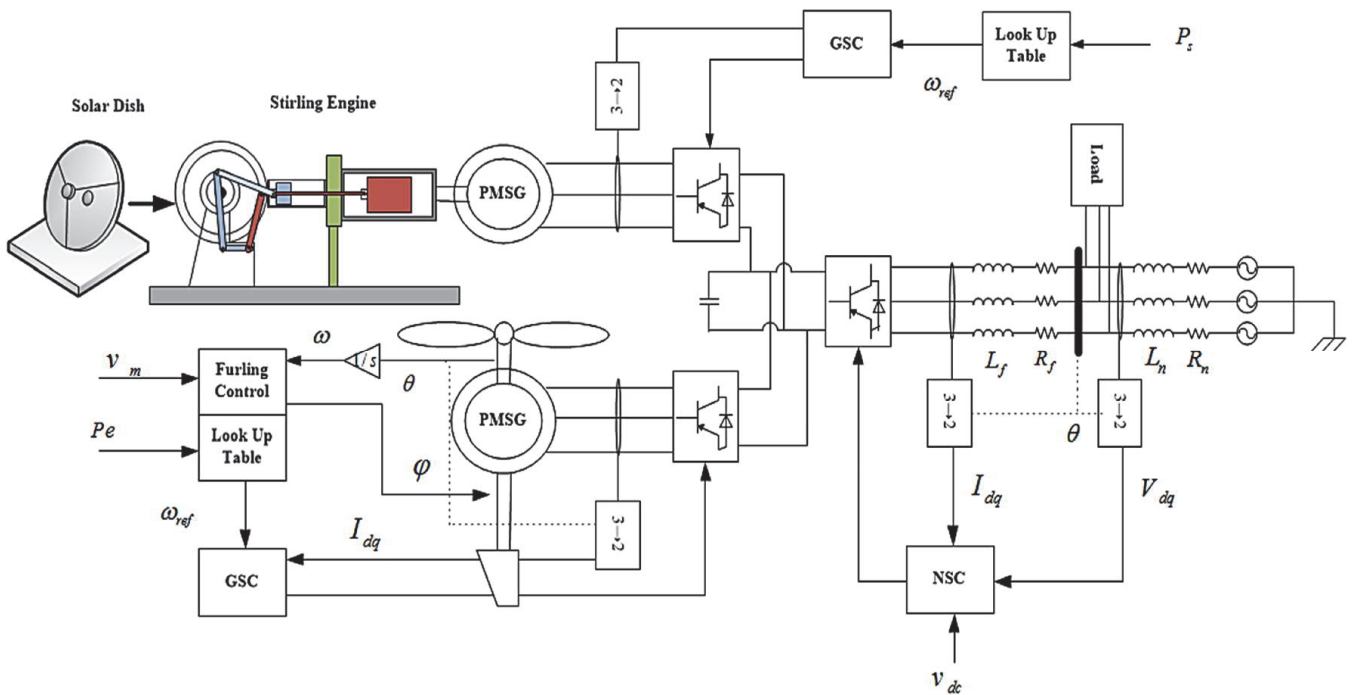 GSC
Look Up
Table
P_s
ω_ref
3→2
Solar Dish
Stirling Engine
PMSG
Load
L_f
R_f
L_n
R_n
ω
1/s
θ
v_m
Furling
Control
Pe
Look Up
Table
PMSG
φ
ω_ref
I_dq
3→2
GSC
3→2
θ
3→2
I_dq
V_dq
NSC
v_dc